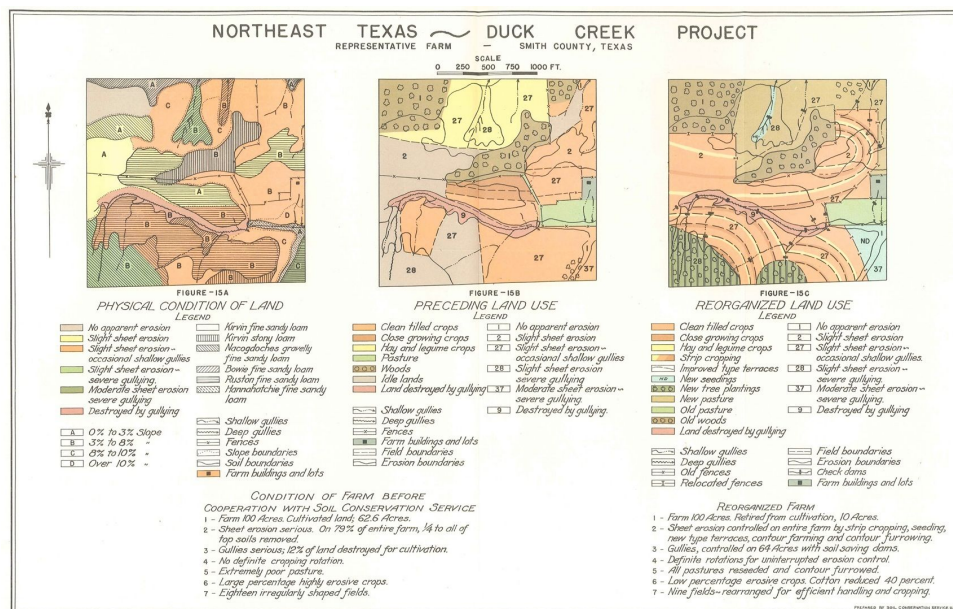 NORTHEAST TEXAS ~ DUCK CREEK PROJECT
REPRESENTATIVE FARM – SMITH COUNTY, TEXAS
SCALE
0 250 500 750 1000 FT.
FIGURE-15A
PHYSICAL CONDITION OF LAND
LEGEND
No apparent erosion
Slight sheet erosion
Slight sheet erosion-
occasional shallow gullies
Slight sheet erosion-
severe gullying.
Moderate sheet erosion
severe gullying
Destroyed by gullying
A 0% to 3% Slope
B 3% to 8% "
C 8% to 10% "
D Over 10% "
Kirvin fine sandy loam
Kirvin stony loam
Nacogdoches gravelly
fine sandy loam
Bowie fine sandy loam
Ruston fine sandy loam
Hannahatchie fine sandy
loam
Shallow gullies
Deep gullies
Fences
Slope boundaries
Soil boundaries
Farm buildings and lots
FIGURE-15B
PRECEDING LAND USE
LEGEND
Clean tilled crops
Close growing crops
Hay and legume crops
Pasture
Woods
Idle lands
Land destroyed by gullying
Shallow gullies
Deep gullies
Fences
Farm buildings and lots
Field boundaries
Erosion boundaries
1 No apparent erosion
2 Slight sheet erosion
27 Slight sheet erosion-
occasional shallow gullies
28 Slight sheet erosion
severe gullying
37 Moderate sheet erosion-
severe gullying.
9 Destroyed by gullying.
FIGURE-15C
REORGANIZED LAND USE
LEGEND
Clean tilled crops
Close growing crops
Hay and legume crops
Strip cropping
Improved type terraces
ND New seedings
New tree plantings
New pasture
Old pasture
Old woods
Land destroyed by gullying
1 No apparent erosion
2 Slight sheet erosion
27 Slight sheet erosion-
occasional shallow gullies
28 Slight sheet erosion-
severe gullying.
37 Moderate sheet erosion-
severe gullying.
9 Destroyed by gullying
Shallow gullies
Deep gullies
Old fences
Relocated fences
Field boundaries
Erosion boundaries
Check dams
Farm buildings and lots
CONDITION OF FARM BEFORE
COOPERATION WITH SOIL CONSERVATION SERVICE
1 - Farm 100 Acres. Cultivated land; 62.6 Acres.
2 - Sheet erosion serious. On 79% of entire farm, 1/4 to all of
top soils removed.
3 - Gullies serious; 12% of land destroyed for cultivation.
4 - No definite cropping rotation.
5 - Extremely poor pasture.
6 - Large percentage highly erosive crops.
7 - Eighteen irregularly shaped fields.
REORGANIZED FARM
1 - Farm 100 Acres. Retired from cultivation, 10 Acres.
2 - Sheet erosion controlled on entire farm by strip cropping, seeding,
new type terraces, contour farming and contour furrowing.
3 - Gullies, controlled on 64 Acres with soil saving dams.
4 - Definite rotations for uninterrupted erosion control.
5 - All pastures reseeded and contour furrowed.
6 - Low percentage erosive crops. Cotton reduced 40 percent.
7 - Nine fields - rearranged for efficient handling and cropping.
PREPARED BY SOIL CONSERVATION SERVICE